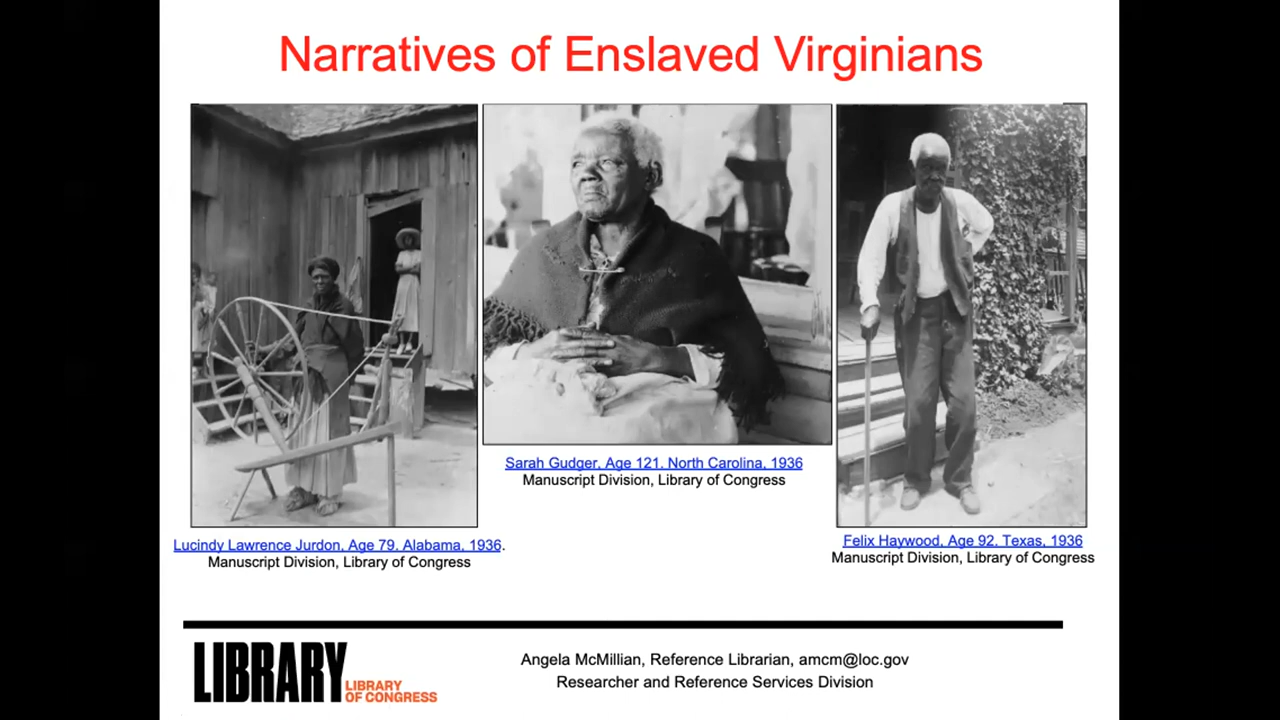 Narratives of Enslaved Virginians
Sarah Gudger, Age 121, North Carolina, 1936
Manuscript Division, Library of Congress
Lucindy Lawrence Jurdon, Age 79, Alabama, 1936.
Manuscript Division, Library of Congress
Felix Haywood, Age 92, Texas, 1936
Manuscript Division, Library of Congress
LIBRARY
LIBRARY
OF CONGRESS
Angela McMillian, Reference Librarian, amcm@loc.gov
Researcher and Reference Services Division